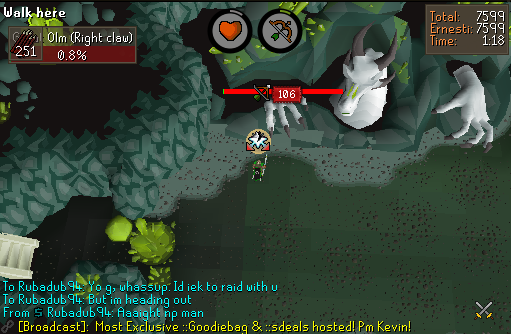 Walk here
Great Olm (Right claw)
251
0.8%
106
Total: 7599
Ernesti: 7599
Time: 1:18
To Rubadub94: Yo g, whassup: Id iek to raid with u
To Rubadub94: But im heading out
From S Rubadub94: Aaaight np man
[Broadcast]: Most Exclusive ::Goodiebag & ::sdeals hosted! Pm Kevin!